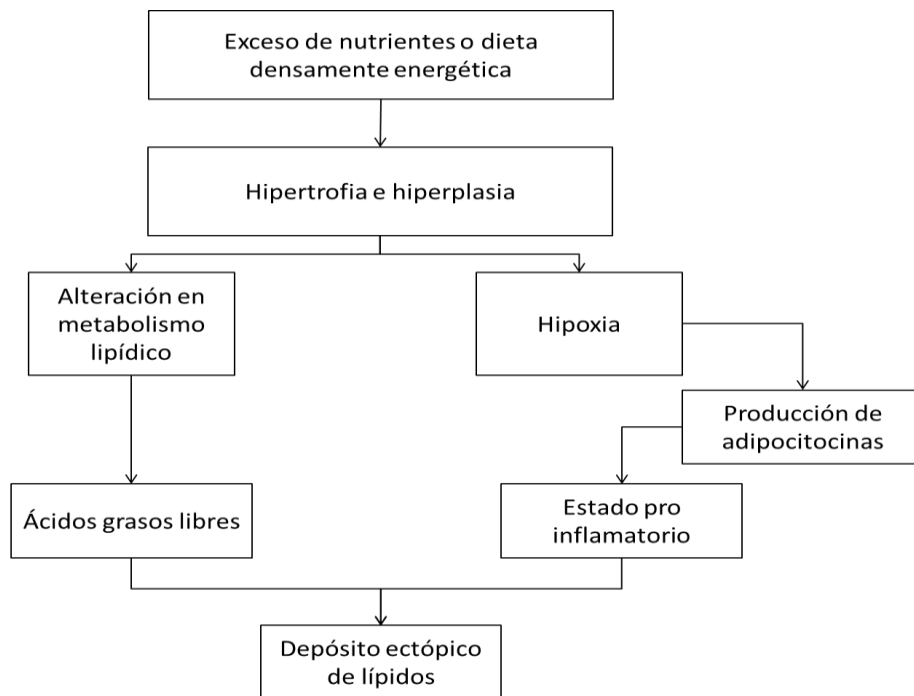 Exceso de nutrientes o dieta
densamente energética
Hipertrofia e hiperplasia
Alteración en
metabolismo
lipídico
Hipoxia
Producción de
adipocitocinas
Ácidos grasos libres
Estado pro
inflamatorio
Depósito ectópico
de lípidos